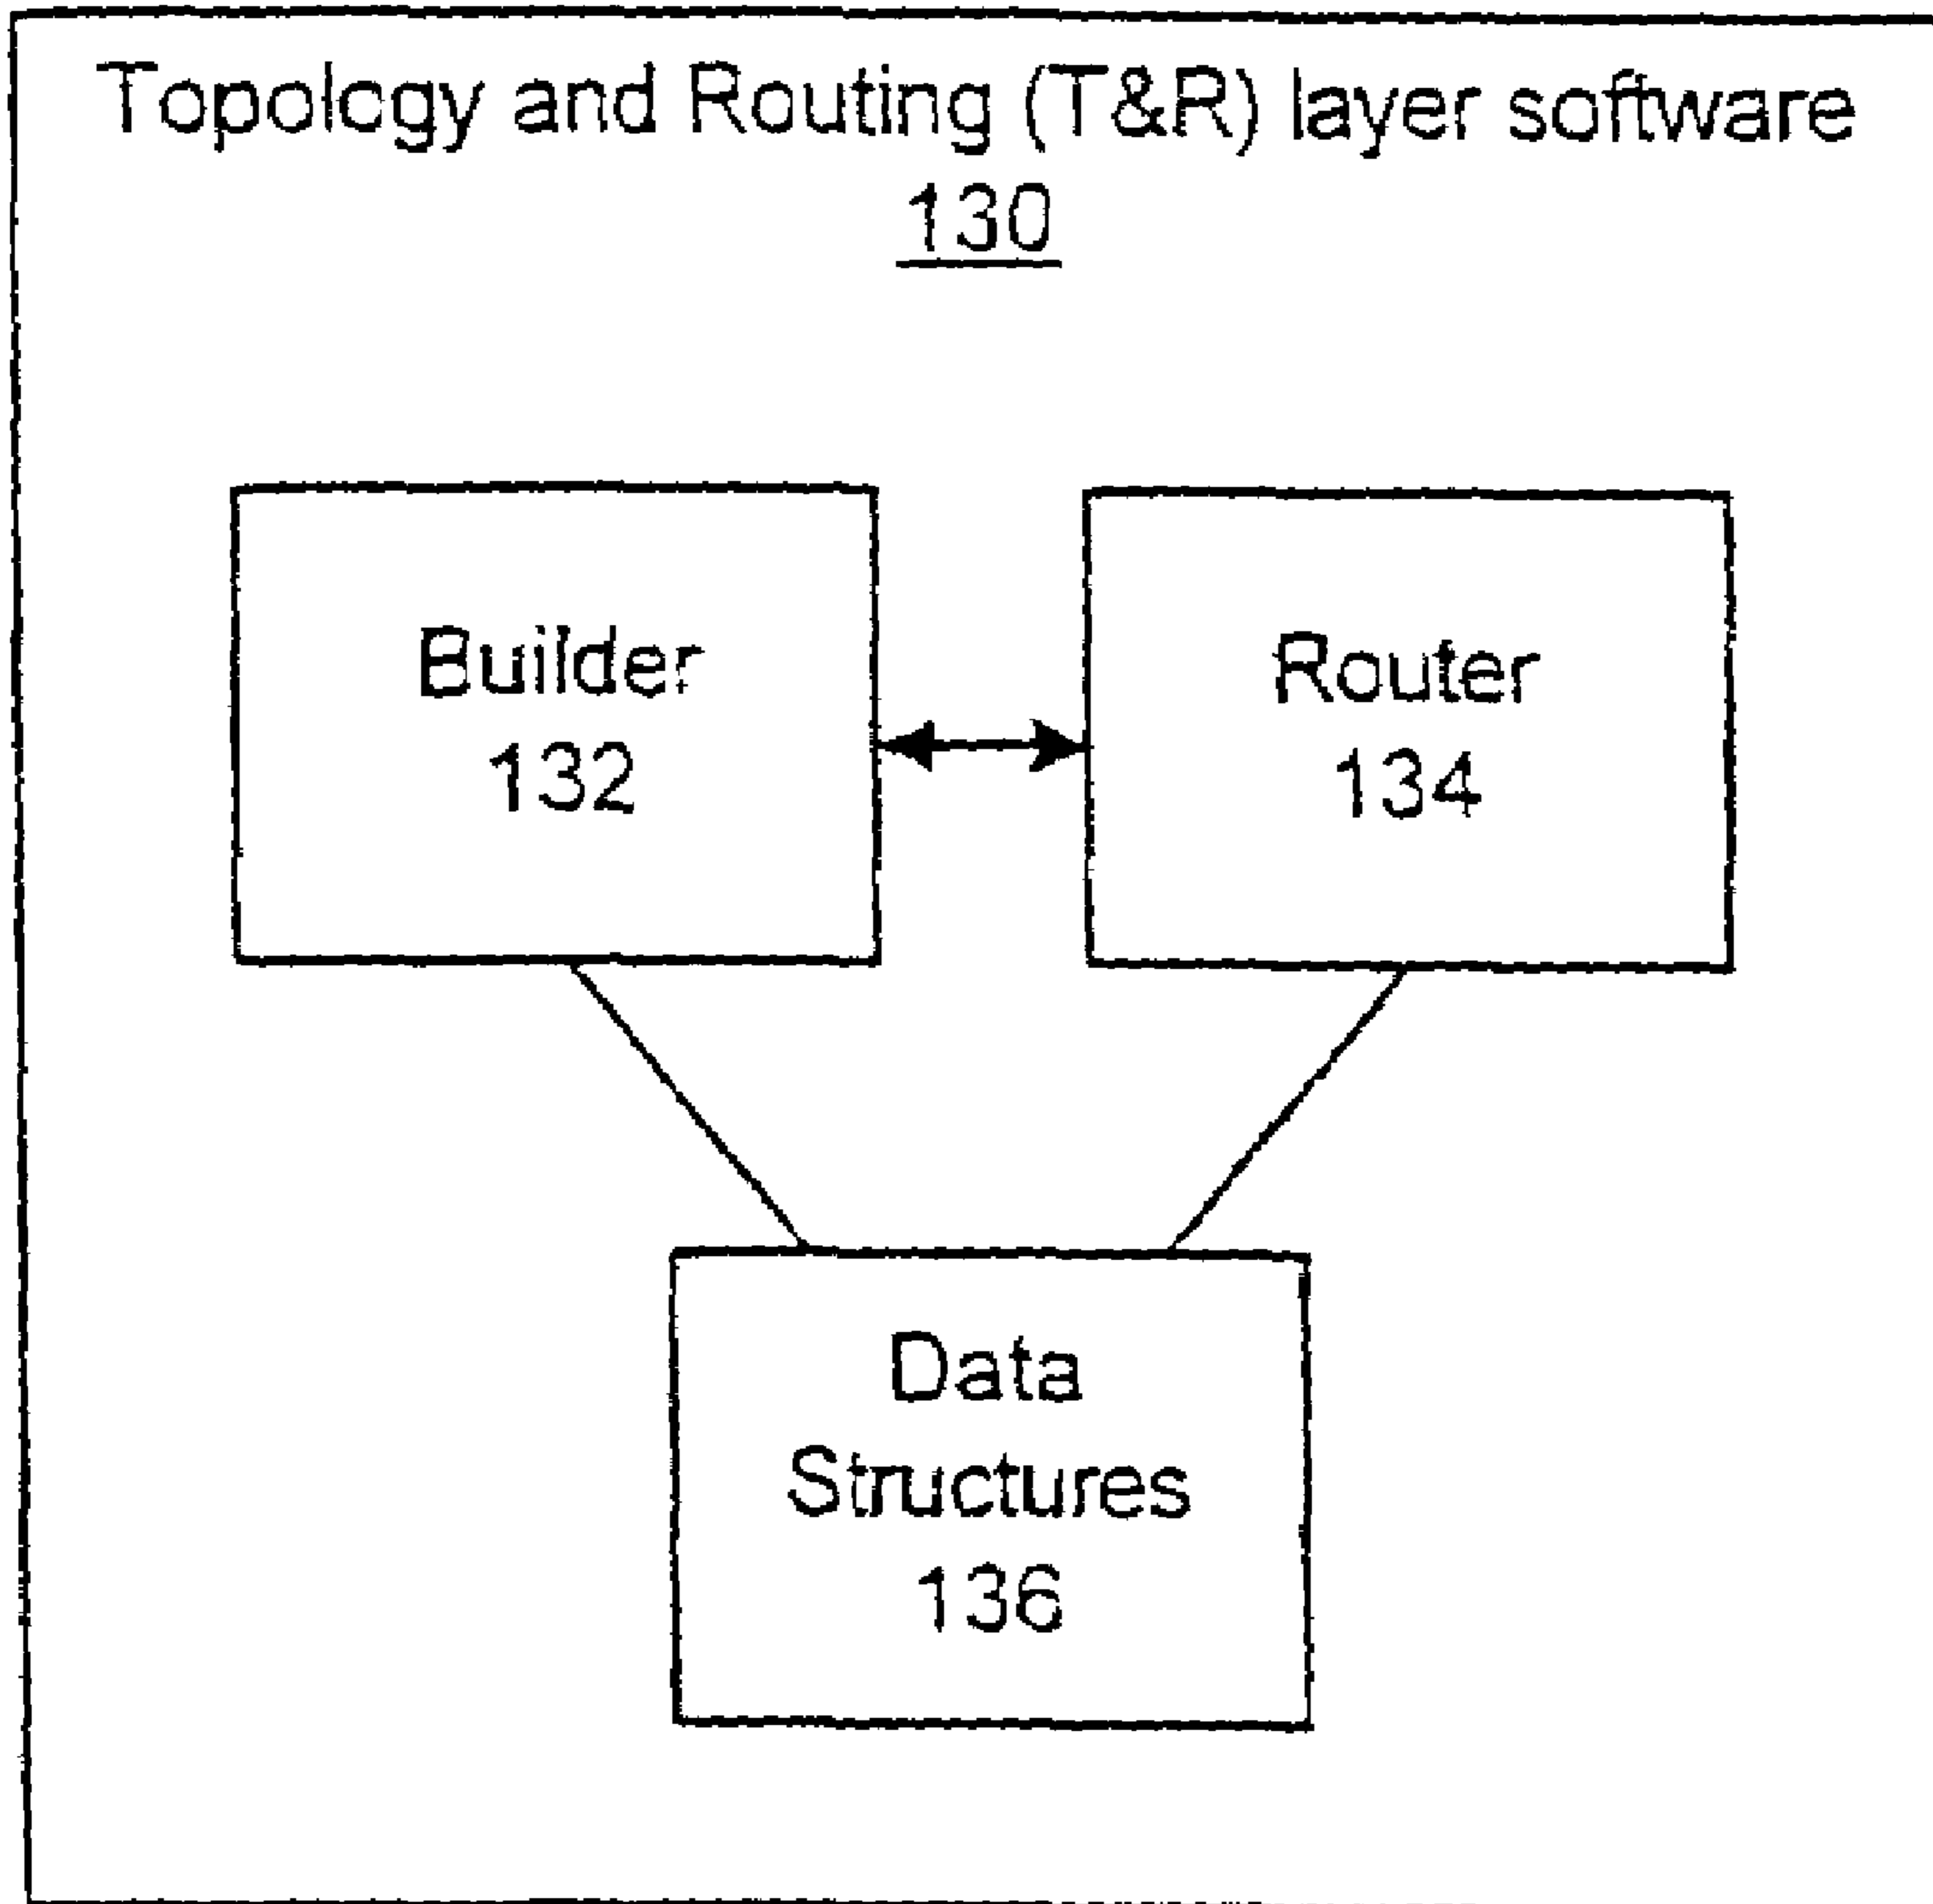 Topology and Routing (T&R) layer software
130
Builder
132
Router
134
Data
Structures
136